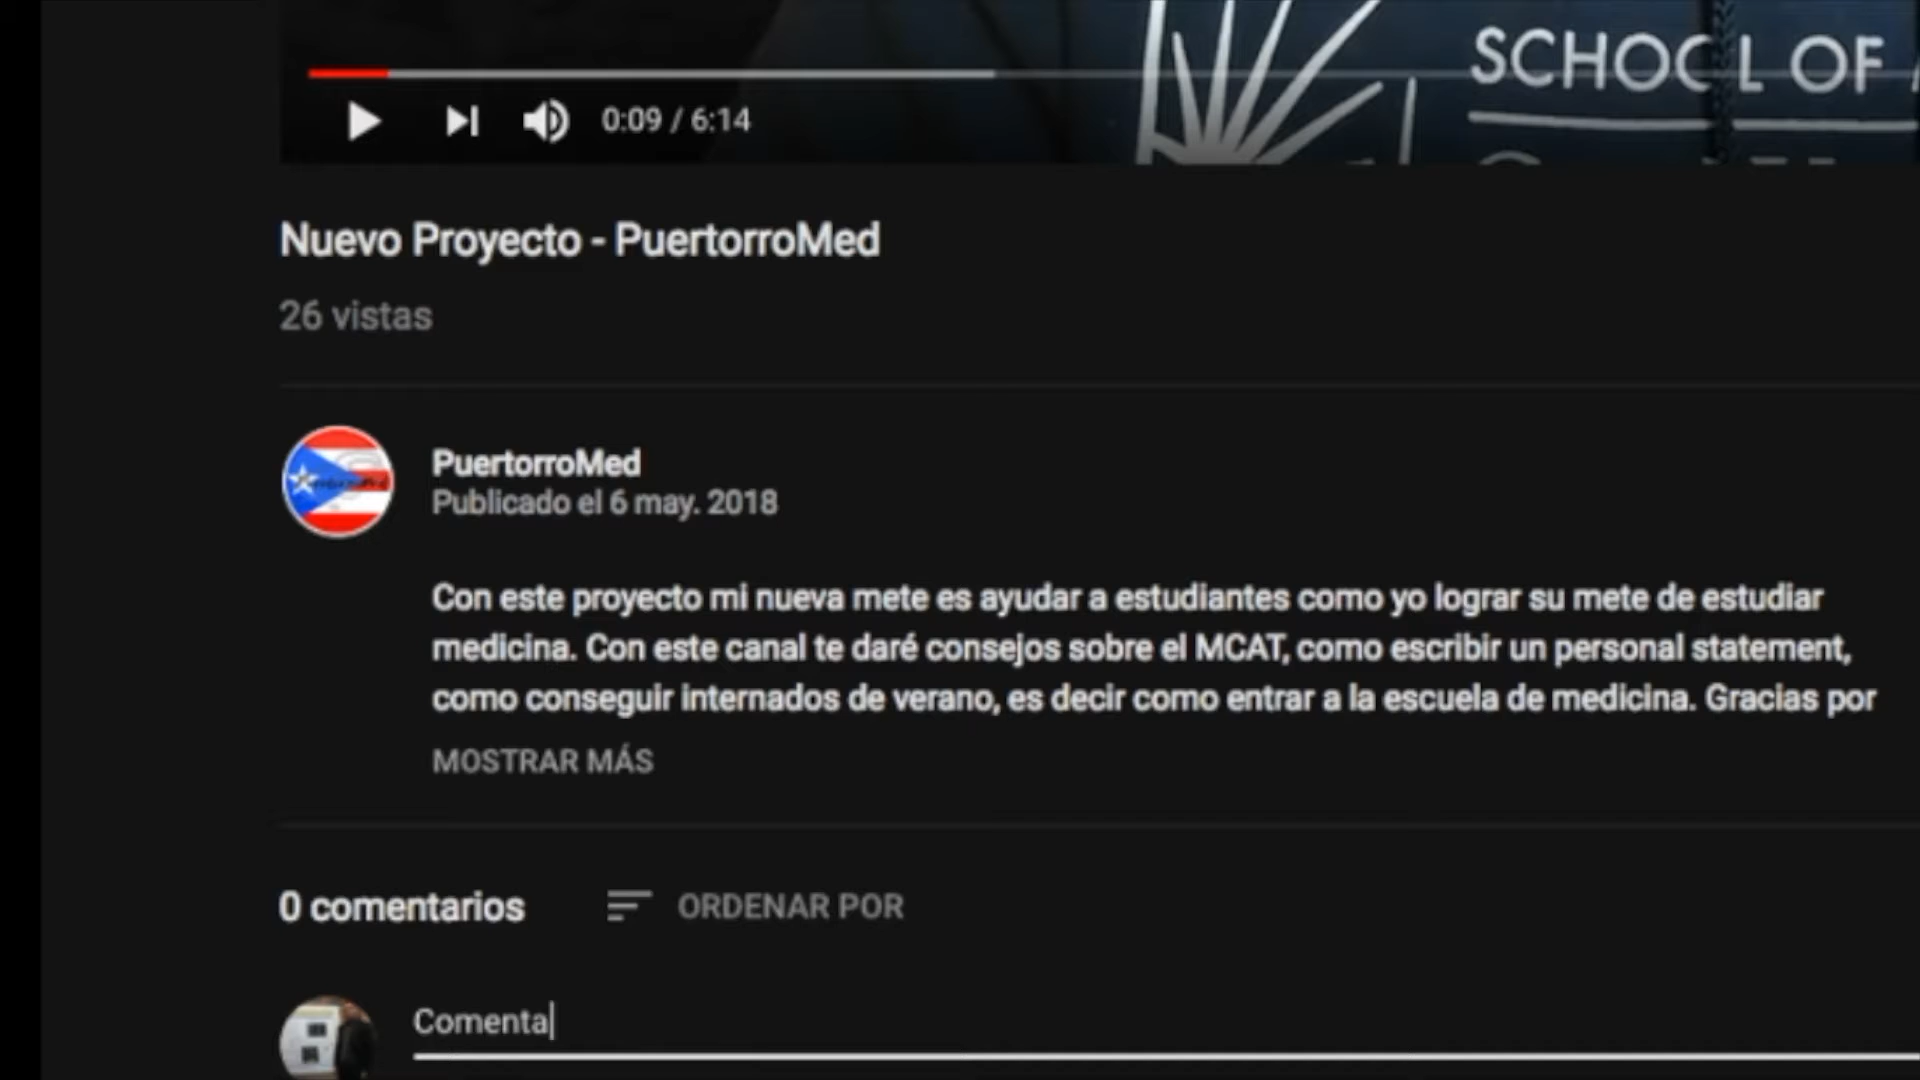 SCHOOL OF
0:09 / 6:14
Nuevo Proyecto - PuertorroMed
26 vistas
PuertorroMed
Publicado el 6 may. 2018
Con este proyecto mi nueva mete es ayudar a estudiantes como yo lograr su mete de estudiar
medicina. Con este canal te daré consejos sobre el MCAT, como escribir un personal statement,
como conseguir internados de verano, es decir como entrar a la escuela de medicina. Gracias por
MOSTRAR MÁS
0 comentarios
ORDENAR POR
Comenta